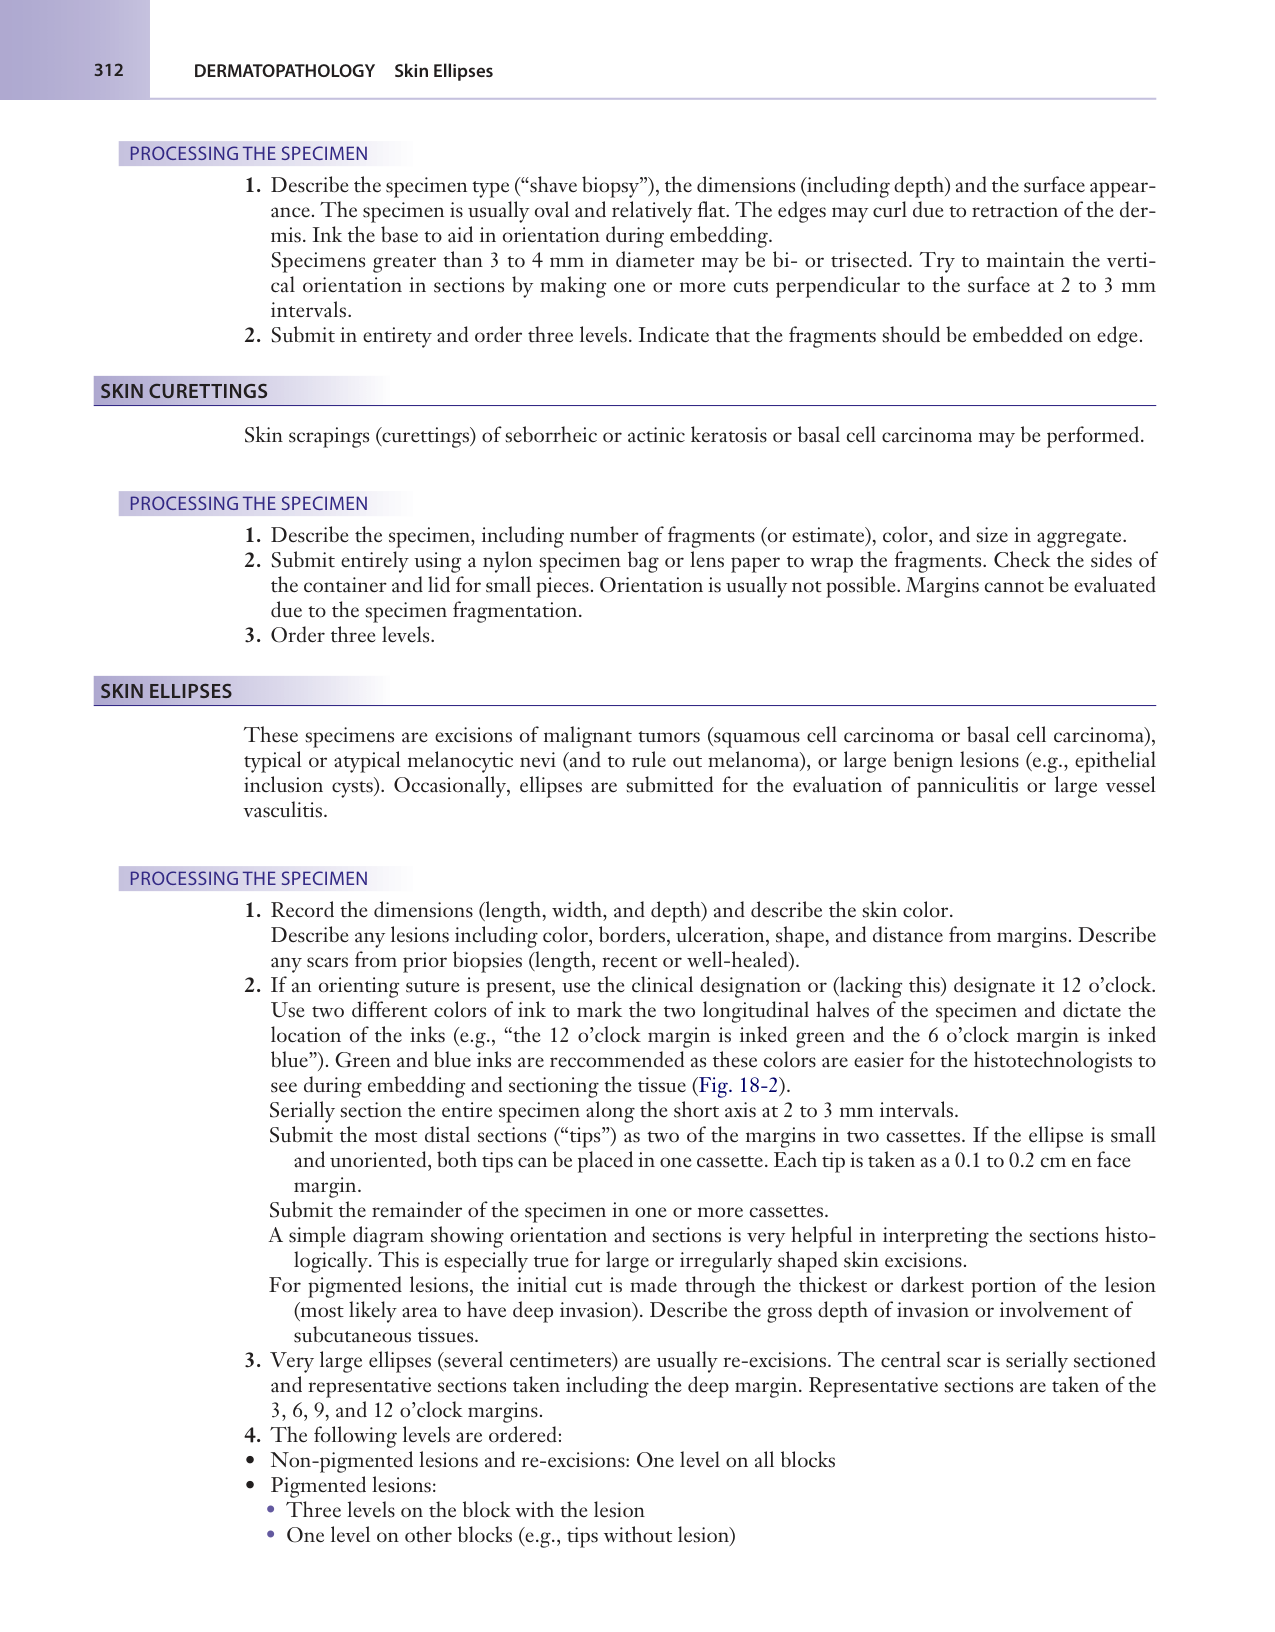 312
DERMATOPATHOLOGY Skin Ellipses
PROCESSING THE SPECIMEN
1. Describe the specimen type (“shave biopsy”), the dimensions (including depth) and the surface appear-
ance. The specimen is usually oval and relatively flat. The edges may curl due to retraction of the der-
mis. Ink the base to aid in orientation during embedding.
Specimens greater than 3 to 4 mm in diameter may be bi- or trisected. Try to maintain the verti-
cal orientation in sections by making one or more cuts perpendicular to the surface at 2 to 3 mm
intervals.
2. Submit in entirety and order three levels. Indicate that the fragments should be embedded on edge.
SKIN CURETTINGS
Skin scrapings (curettings) of seborrheic or actinic keratosis or basal cell carcinoma may be performed.
PROCESSING THE SPECIMEN
1. Describe the specimen, including number of fragments (or estimate), color, and size in aggregate.
2. Submit entirely using a nylon specimen bag or lens paper to wrap the fragments. Check the sides of
the container and lid for small pieces. Orientation is usually not possible. Margins cannot be evaluated
due to the specimen fragmentation.
3. Order three levels.
SKIN ELLIPSES
These specimens are excisions of malignant tumors (squamous cell carcinoma or basal cell carcinoma),
typical or atypical melanocytic nevi (and to rule out melanoma), or large benign lesions (e.g., epithelial
inclusion cysts). Occasionally, ellipses are submitted for the evaluation of panniculitis or large vessel
vasculitis.
PROCESSING THE SPECIMEN
1. Record the dimensions (length, width, and depth) and describe the skin color.
Describe any lesions including color, borders, ulceration, shape, and distance from margins. Describe
any scars from prior biopsies (length, recent or well-healed).
2. If an orienting suture is present, use the clinical designation or (lacking this) designate it 12 o’clock.
Use two different colors of ink to mark the two longitudinal halves of the specimen and dictate the
location of the inks (e.g., “the 12 o’clock margin is inked green and the 6 o’clock margin is inked
blue”). Green and blue inks are reccommended as these colors are easier for the histotechnologists to
see during embedding and sectioning the tissue (Fig. 18-2).
Serially section the entire specimen along the short axis at 2 to 3 mm intervals.
Submit the most distal sections (“tips”) as two of the margins in two cassettes. If the ellipse is small
and unoriented, both tips can be placed in one cassette. Each tip is taken as a 0.1 to 0.2 cm en face
margin.
Submit the remainder of the specimen in one or more cassettes.
A simple diagram showing orientation and sections is very helpful in interpreting the sections histo-
logically. This is especially true for large or irregularly shaped skin excisions.
For pigmented lesions, the initial cut is made through the thickest or darkest portion of the lesion
(most likely area to have deep invasion). Describe the gross depth of invasion or involvement of
subcutaneous tissues.
3. Very large ellipses (several centimeters) are usually re-excisions. The central scar is serially sectioned
and representative sections taken including the deep margin. Representative sections are taken of the
3, 6, 9, and 12 o’clock margins.
4. The following levels are ordered:
• Non-pigmented lesions and re-excisions: One level on all blocks
• Pigmented lesions:
• Three levels on the block with the lesion
• One level on other blocks (e.g., tips without lesion)